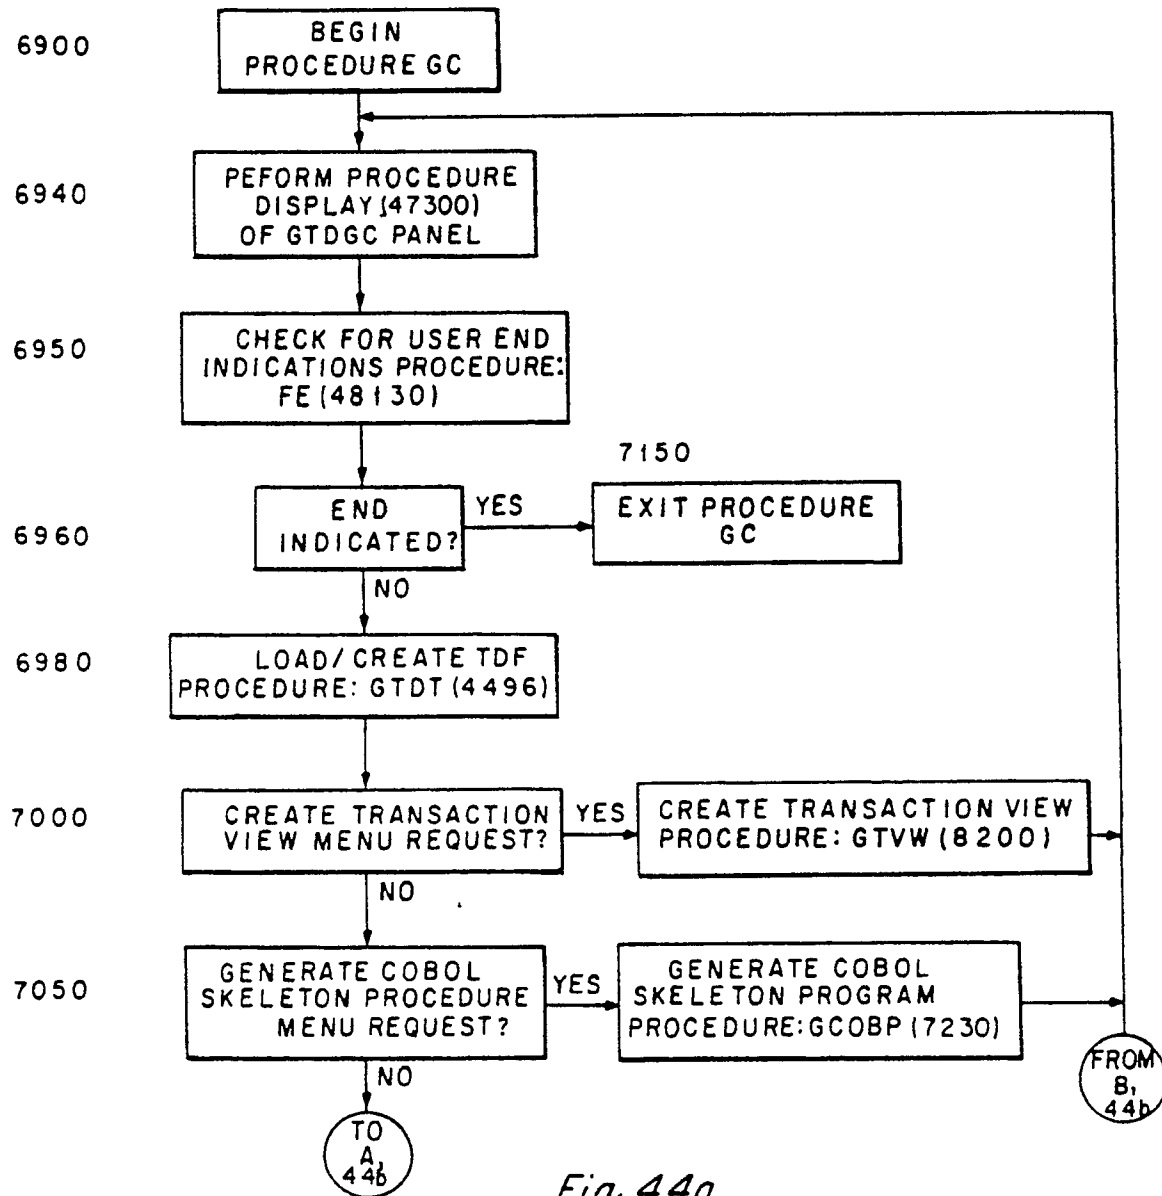 6900
BEGIN
PROCEDURE GC
6940
PEFORM PROCEDURE
DISPLAY (47300)
OF GTDGC PANEL
6950
CHECK FOR USER END
INDICATIONS PROCEDURE:
FE (48130)
6960
END
INDICATED?
YES
7150
EXIT PROCEDURE
GC
NO
6980
LOAD/CREATE TDF
PROCEDURE: GTDT (4496)
7000
CREATE TRANSACTION
VIEW MENU REQUEST?
YES
CREATE TRANSACTION VIEW
PROCEDURE: GTVW (8200)
NO
7050
GENERATE COBOL
SKELETON PROCEDURE
MENU REQUEST?
YES
GENERATE COBOL
SKELETON PROGRAM
PROCEDURE: GCOBP (7230)
NO
FROM
B,
44b
TO
A,
44b
Fig. 44a